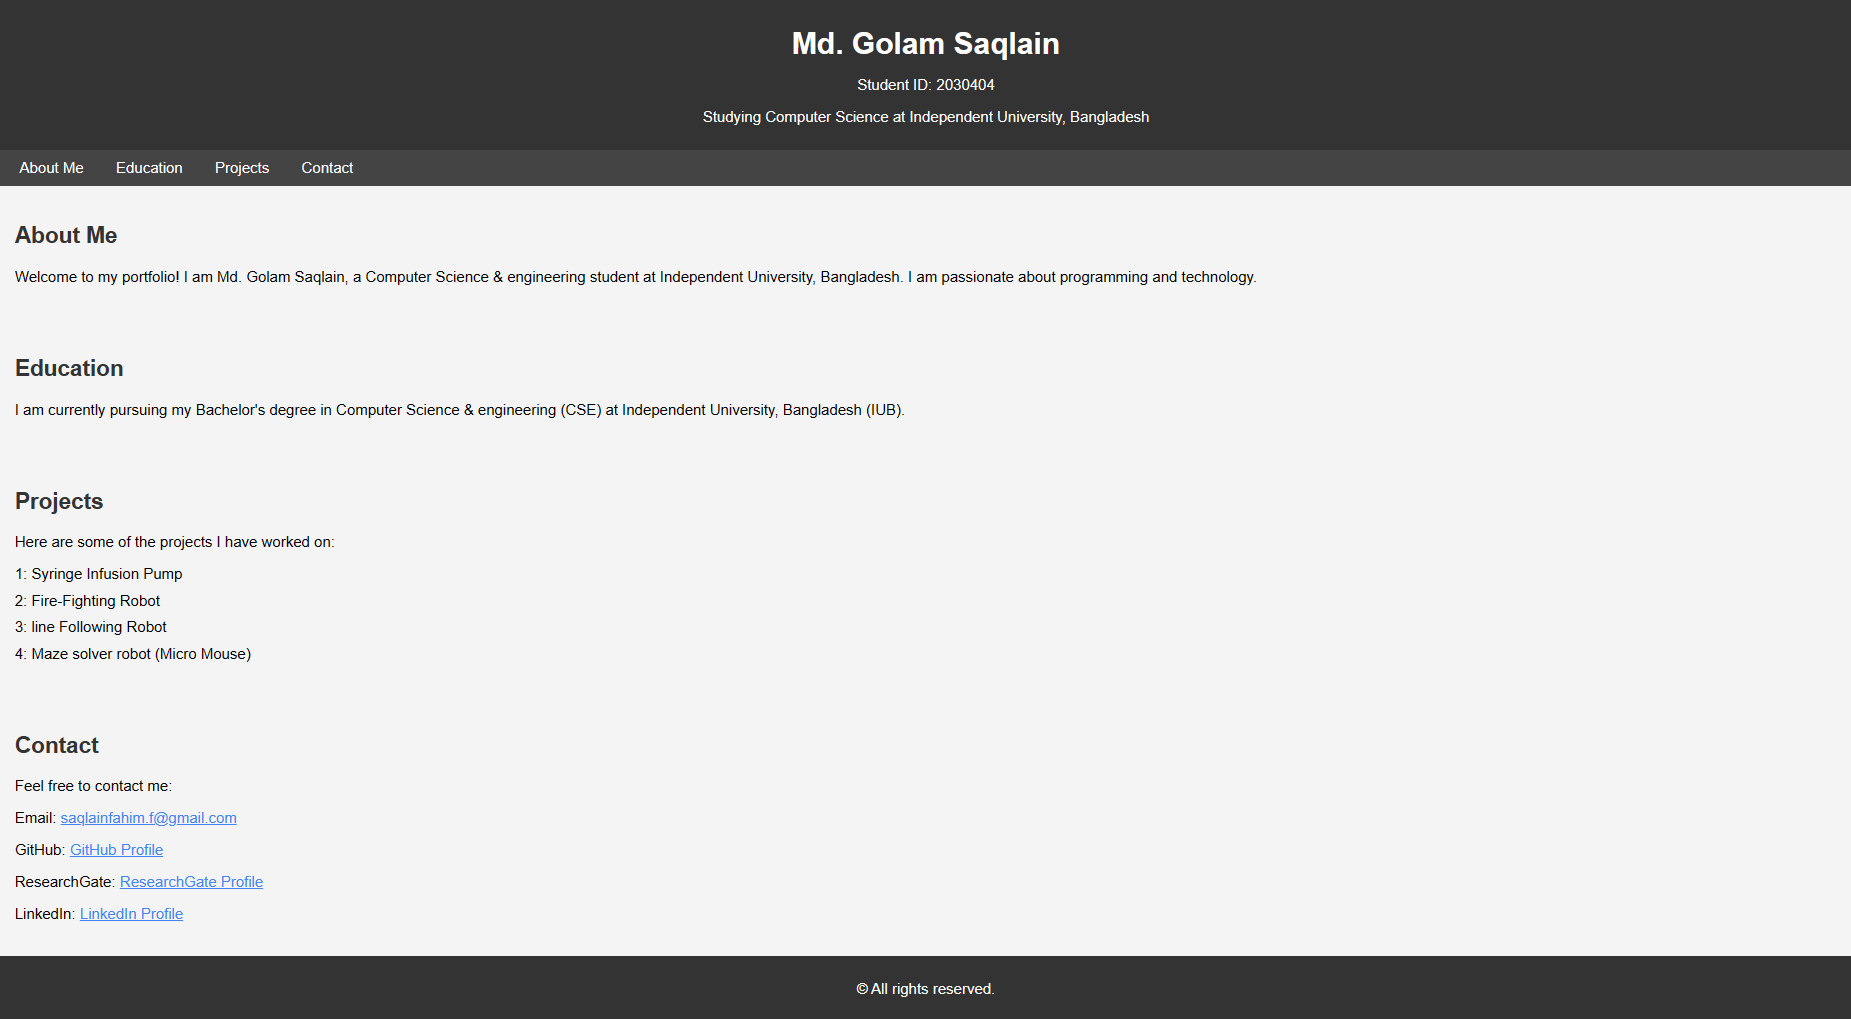 Md. Golam Saqlain
Student ID: 2030404
Studying Computer Science at Independent University, Bangladesh
About Me Education Projects Contact
About Me
Welcome to my portfolio! I am Md. Golam Saqlain, a Computer Science & engineering student at Independent University, Bangladesh. I am passionate about programming and technology.
Education
I am currently pursuing my Bachelor's degree in Computer Science & engineering (CSE) at Independent University, Bangladesh (IUB).
Projects
Here are some of the projects I have worked on:
1: Syringe Infusion Pump
2: Fire-Fighting Robot
3: line Following Robot
4: Maze solver robot (Micro Mouse)
Contact
Feel free to contact me:
Email: saqlainfahim.f@gmail.com
GitHub: GitHub Profile
ResearchGate: ResearchGate Profile
LinkedIn: LinkedIn Profile
© All rights reserved.